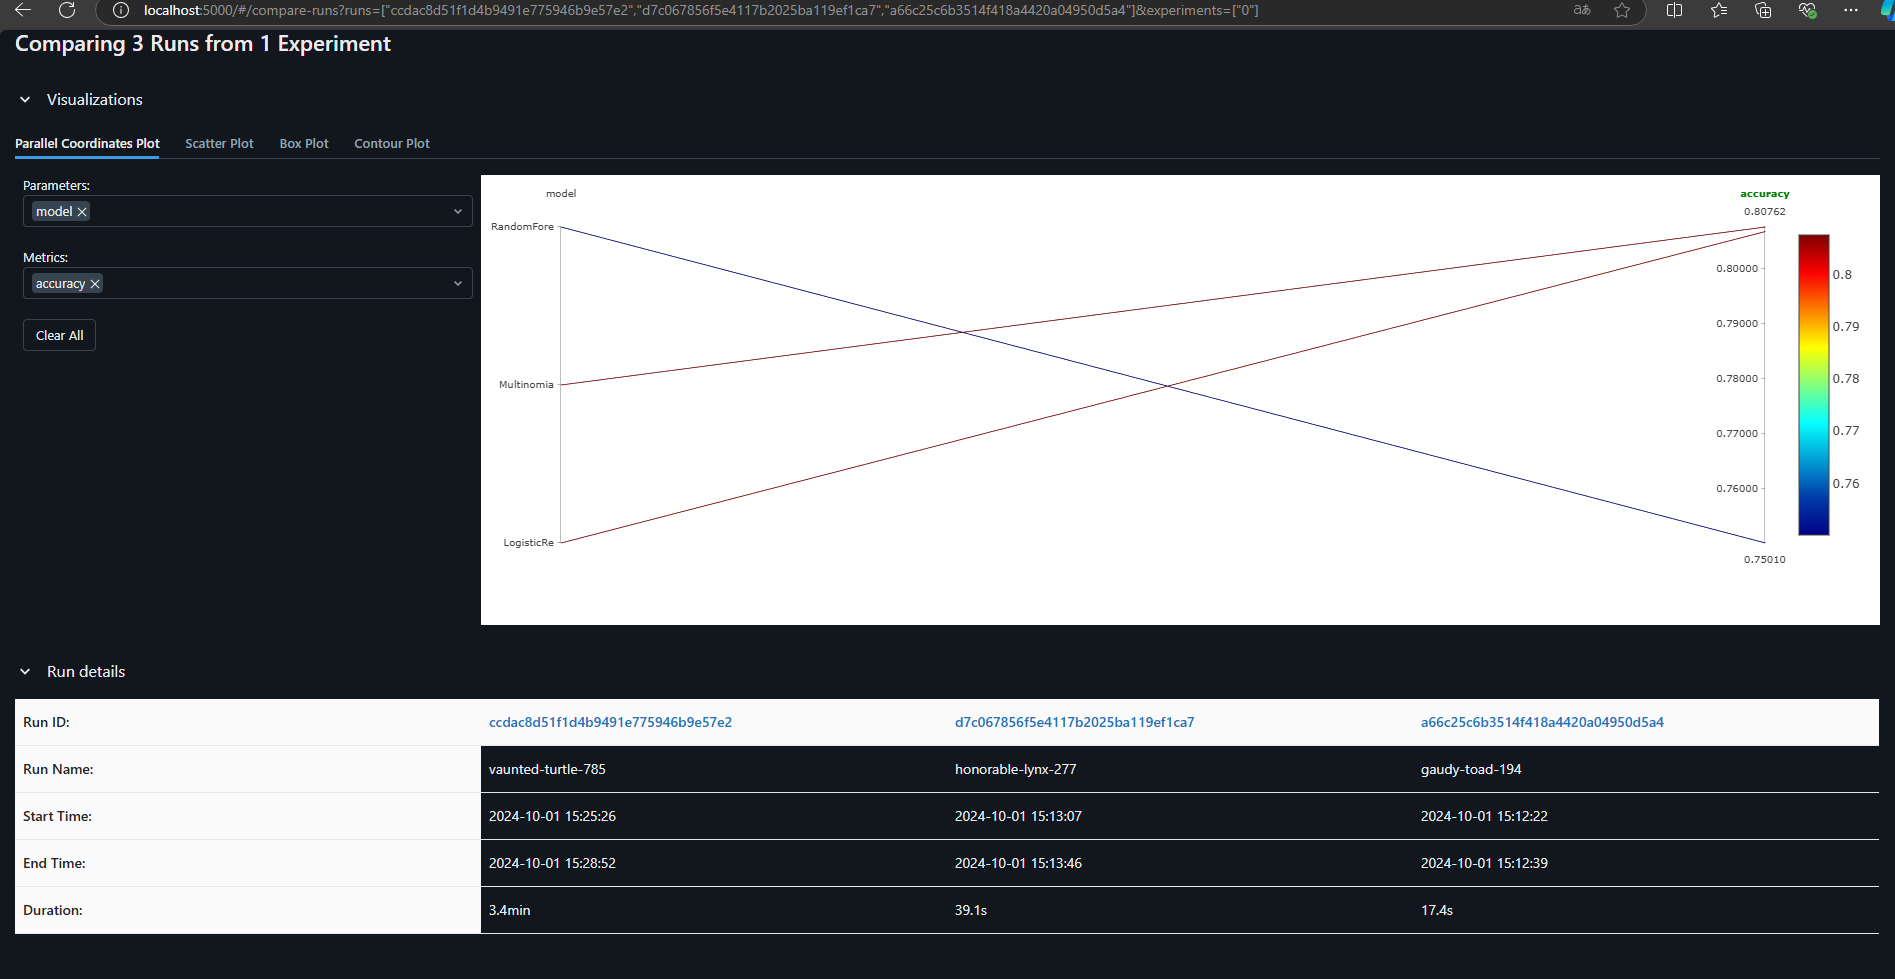 localhost:5000/#/compare-runs?runs=["ccdac8d51f1d4b9491e775946b9e57e2","d7c067856f5e4117b2025ba119ef1ca7","a66c25c6b3514f418a4420a04950d5a4"]&experiments=["0"]
Comparing 3 Runs from 1 Experiment
Visualizations
Parallel Coordinates Plot Scatter Plot Box Plot Contour Plot
Parameters:
model
Metrics:
accuracy
Clear All
model
RandomFore
Multinomia
LogisticRe
accuracy
0.80762
0.80000
0.79000
0.78000
0.77000
0.76000
0.75010
0.8
0.79
0.78
0.77
0.76
Run details
Run ID: ccdac8d51f1d4b9491e775946b9e57e2 d7c067856f5e4117b2025ba119ef1ca7 a66c25c6b3514f418a4420a04950d5a4
Run Name: vaunted-turtle-785 honorable-lynx-277 gaudy-toad-194
Start Time: 2024-10-01 15:25:26 2024-10-01 15:13:07 2024-10-01 15:12:22
End Time: 2024-10-01 15:28:52 2024-10-01 15:13:46 2024-10-01 15:12:39
Duration: 3.4min 39.1s 17.4s